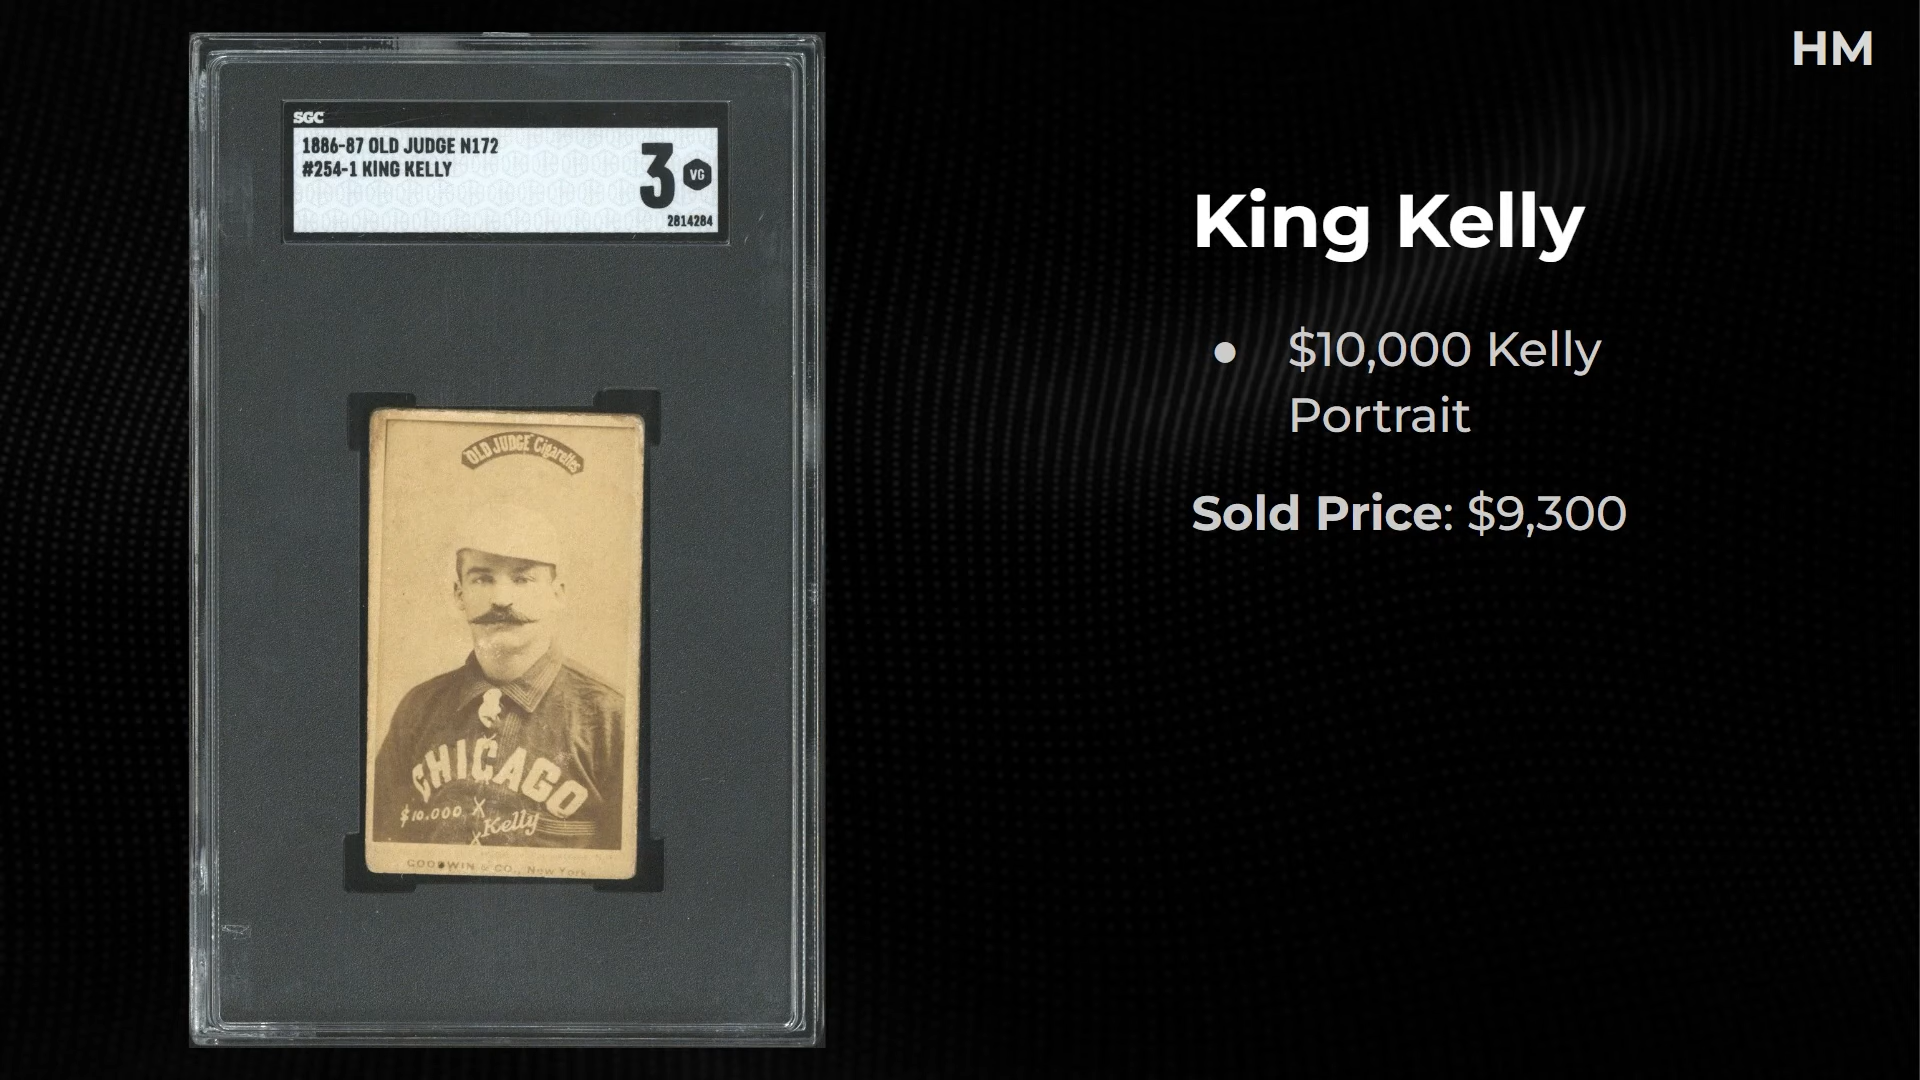 SGC
1886-87 OLD JUDGE N172
#254-1 KING KELLY
3
VG
2814284
OLD JUDGE Cigarettes
CHICAGO
$10.000
Kelly
GOODWIN & CO., New York.
HM
King Kelly
● $10,000 Kelly
Portrait
Sold Price: $9,300